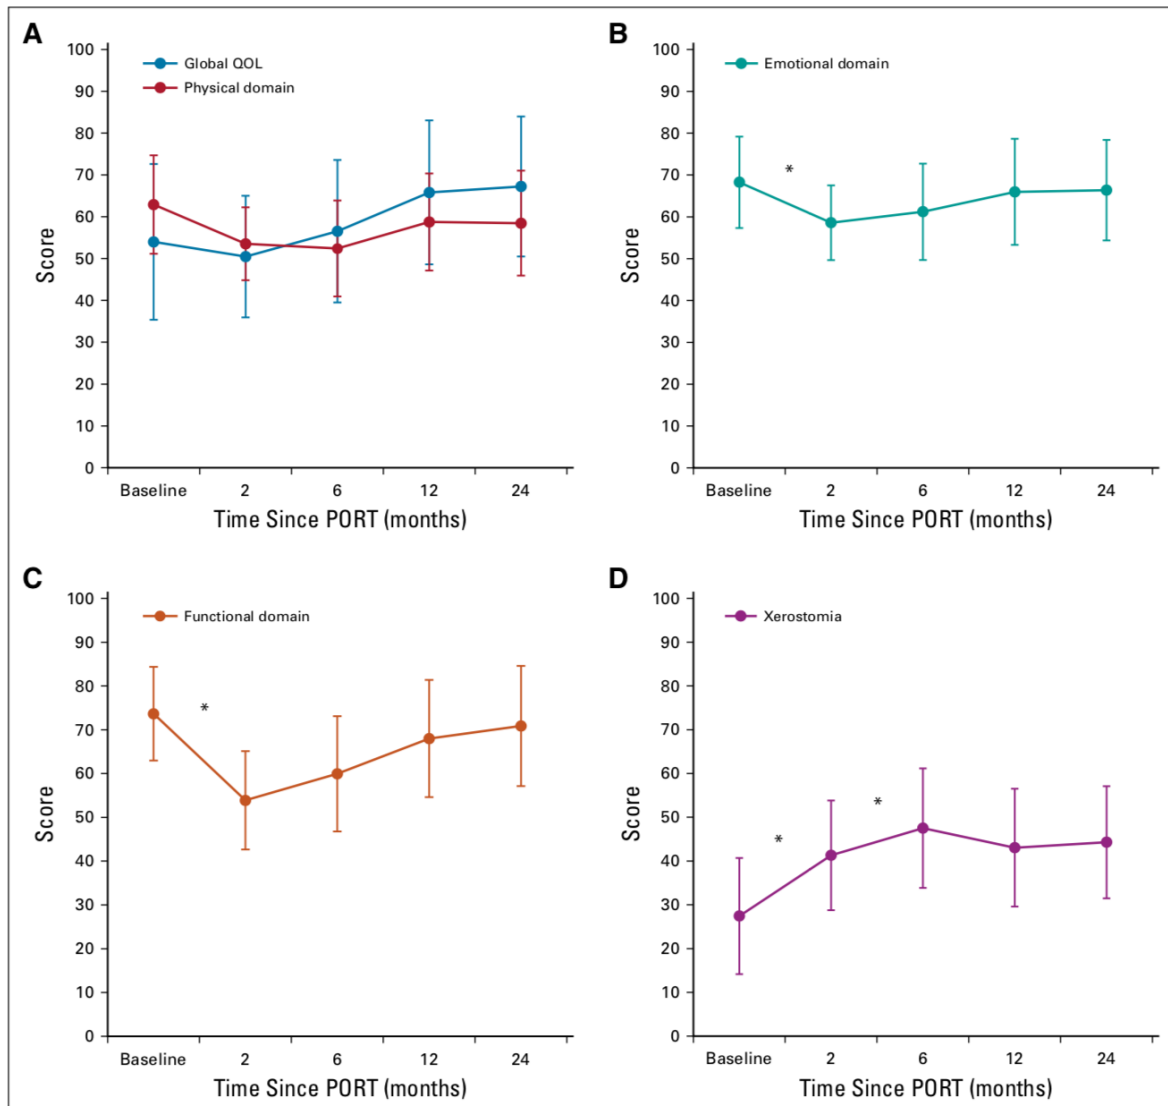 A
Global QOL
Physical domain
100
90
80
70
60
50
40
30
20
10
0
Score
Baseline 2 6 12 24
Time Since PORT (months)
B
Emotional domain
*
100
90
80
70
60
50
40
30
20
10
0
Score
Baseline 2 6 12 24
Time Since PORT (months)
C
Functional domain
*
100
90
80
70
60
50
40
30
20
10
0
Score
Baseline 2 6 12 24
Time Since PORT (months)
D
Xerostomia
*
*
100
90
80
70
60
50
40
30
20
10
0
Score
Baseline 2 6 12 24
Time Since PORT (months)